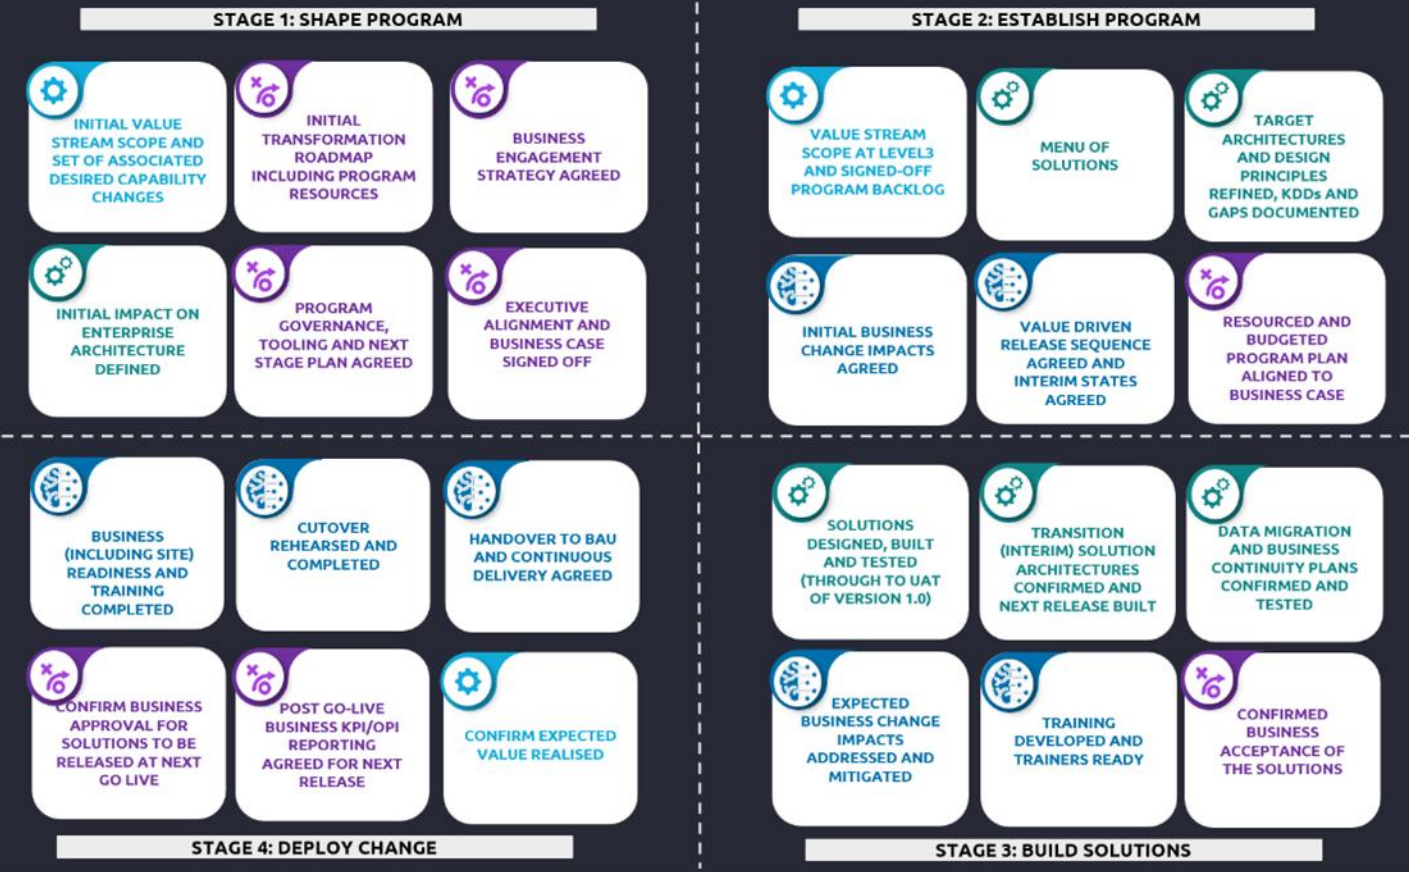 STAGE 1: SHAPE PROGRAM
INITIAL VALUE
STREAM SCOPE AND
SET OF ASSOCIATED
DESIRED CAPABILITY
CHANGES
INITIAL
TRANSFORMATION
ROADMAP
INCLUDING PROGRAM
RESOURCES
BUSINESS
ENGAGEMENT
STRATEGY AGREED
INITIAL IMPACT ON
ENTERPRISE
ARCHITECTURE
DEFINED
PROGRAM
GOVERNANCE,
TOOLING AND NEXT
STAGE PLAN AGREED
EXECUTIVE
ALIGNMENT AND
BUSINESS CASE
SIGNED OFF
STAGE 2: ESTABLISH PROGRAM
VALUE STREAM
SCOPE AT LEVEL3
AND SIGNED-OFF
PROGRAM BACKLOG
MENU OF
SOLUTIONS
TARGET
ARCHITECTURES
AND DESIGN
PRINCIPLES
REFINED, KDDs AND
GAPS DOCUMENTED
INITIAL BUSINESS
CHANGE IMPACTS
AGREED
VALUE DRIVEN
RELEASE SEQUENCE
AGREED AND
INTERIM STATES
AGREED
RESOURCED AND
BUDGETED
PROGRAM PLAN
ALIGNED TO
BUSINESS CASE
BUSINESS
(INCLUDING SITE)
READINESS AND
TRAINING
COMPLETED
CUTOVER
REHEARSED AND
COMPLETED
HANDOVER TO BAU
AND CONTINUOUS
DELIVERY AGREED
CONFIRM BUSINESS
APPROVAL FOR
SOLUTIONS TO BE
RELEASED AT NEXT
GO LIVE
POST GO-LIVE
BUSINESS KPI/OPI
REPORTING
AGREED FOR NEXT
RELEASE
CONFIRM EXPECTED
VALUE REALISED
STAGE 4: DEPLOY CHANGE
SOLUTIONS
DESIGNED, BUILT
AND TESTED
(THROUGH TO UAT
OF VERSION 1.0)
TRANSITION
(INTERIM) SOLUTION
ARCHITECTURES
CONFIRMED AND
NEXT RELEASE BUILT
DATA MIGRATION
AND BUSINESS
CONTINUITY PLANS
CONFIRMED AND
TESTED
EXPECTED
BUSINESS CHANGE
IMPACTS
ADDRESSED AND
MITIGATED
TRAINING
DEVELOPED AND
TRAINERS READY
CONFIRMED
BUSINESS
ACCEPTANCE OF
THE SOLUTIONS
STAGE 3: BUILD SOLUTIONS